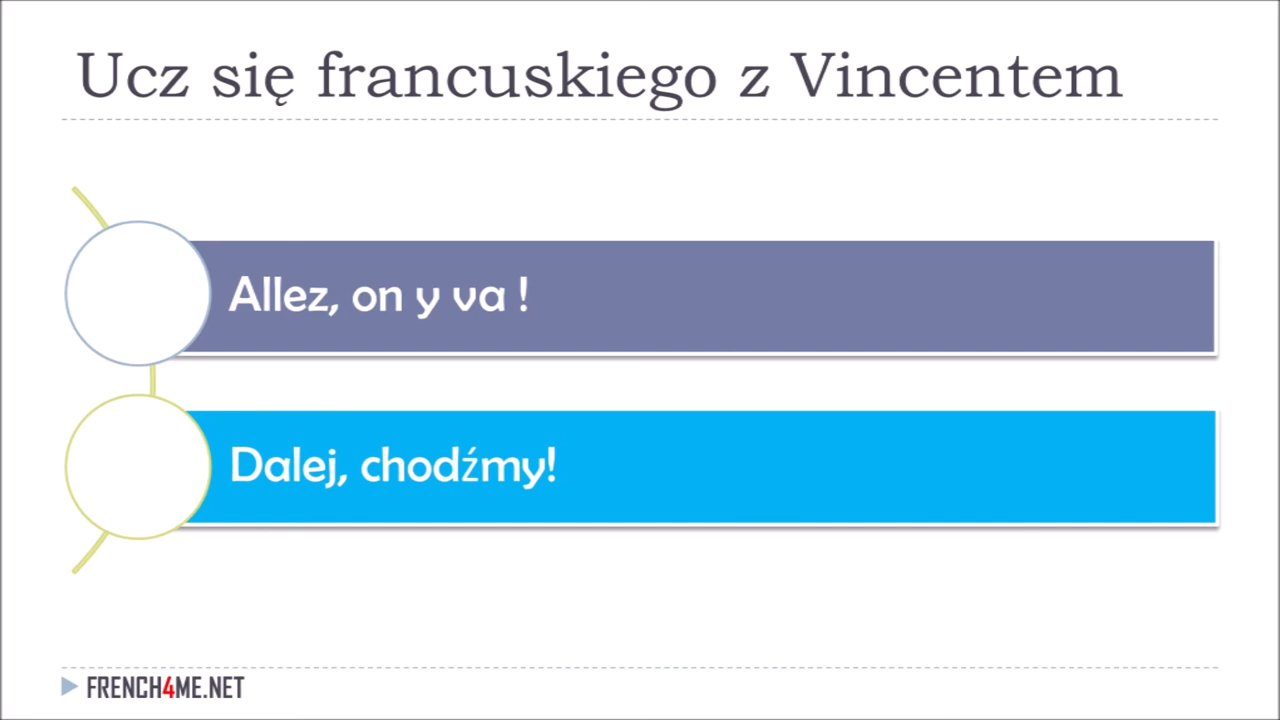 Ucz się francuskiego z Vincentem
Allez, on y va !
Dalej, chodźmy!
FRENCH4ME.NET